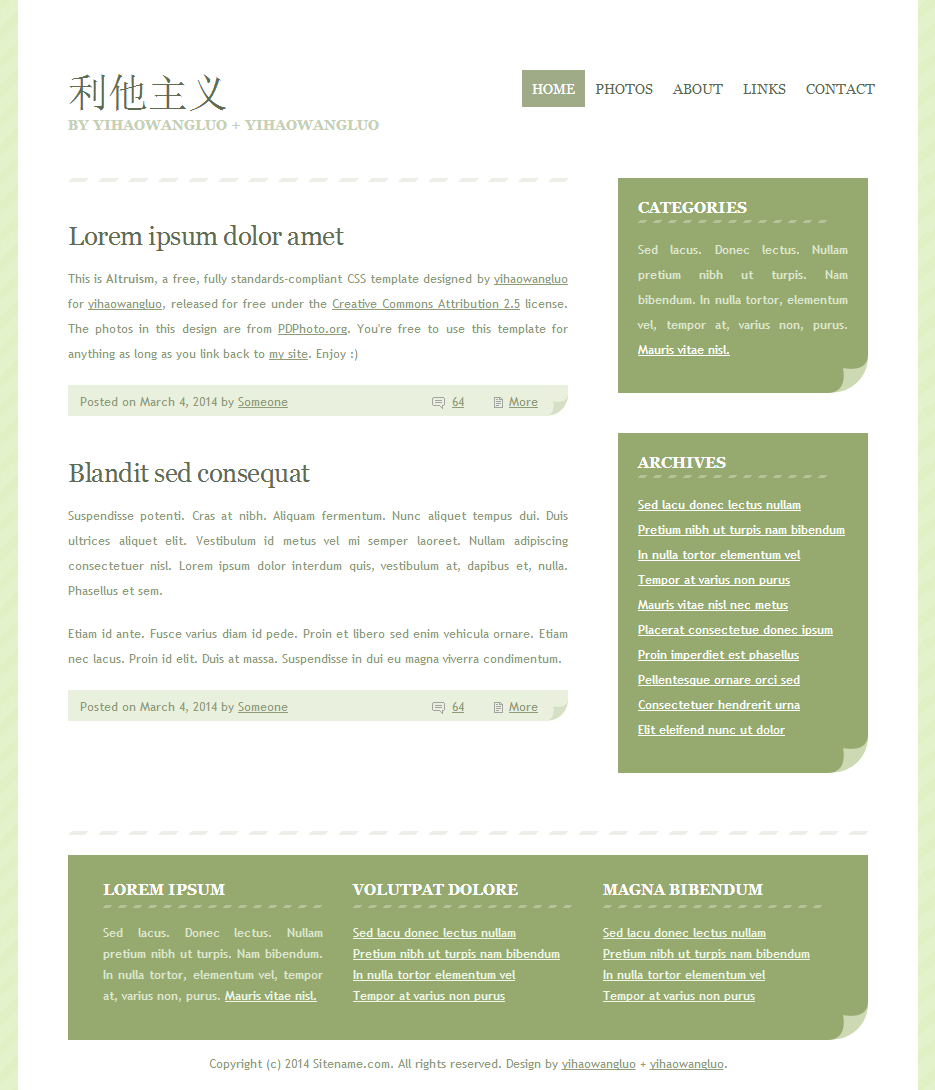 利他主义
BY YIHAOWANGLUO + YIHAOWANGLUO
HOME PHOTOS ABOUT LINKS CONTACT
Lorem ipsum dolor amet
This is Altruism, a free, fully standards-compliant CSS template designed by yihaowangluo
for yihaowangluo, released for free under the Creative Commons Attribution 2.5 license.
The photos in this design are from PDPhoto.org. You're free to use this template for
anything as long as you link back to my site. Enjoy :)
Posted on March 4, 2014 by Someone 64 More
Blandit sed consequat
Suspendisse potenti. Cras at nibh. Aliquam fermentum. Nunc aliquet tempus dui. Duis
ultrices aliquet elit. Vestibulum id metus vel mi semper laoreet. Nullam adipiscing
consectetuer nisl. Lorem ipsum dolor interdum quis, vestibulum at, dapibus et, nulla.
Phasellus et sem.
Etiam id ante. Fusce varius diam id pede. Proin et libero sed enim vehicula ornare. Etiam
nec lacus. Proin id elit. Duis at massa. Suspendisse in dui eu magna viverra condimentum.
Posted on March 4, 2014 by Someone 64 More
CATEGORIES
Sed lacus. Donec lectus. Nullam
pretium nibh ut turpis. Nam
bibendum. In nulla tortor, elementum
vel, tempor at, varius non, purus.
Mauris vitae nisl.
ARCHIVES
Sed lacu donec lectus nullam
Pretium nibh ut turpis nam bibendum
In nulla tortor elementum vel
Tempor at varius non purus
Mauris vitae nisl nec metus
Placerat consectetue donec ipsum
Proin imperdiet est phasellus
Pellentesque ornare orci sed
Consectetuer hendrerit urna
Elit eleifend nunc ut dolor
LOREM IPSUM
Sed lacus. Donec lectus. Nullam
pretium nibh ut turpis. Nam bibendum.
In nulla tortor, elementum vel, tempor
at, varius non, purus. Mauris vitae nisl.
VOLUTPAT DOLORE
Sed lacu donec lectus nullam
Pretium nibh ut turpis nam bibendum
In nulla tortor elementum vel
Tempor at varius non purus
MAGNA BIBENDUM
Sed lacu donec lectus nullam
Pretium nibh ut turpis nam bibendum
In nulla tortor elementum vel
Tempor at varius non purus
Copyright (c) 2014 Sitename.com. All rights reserved. Design by yihaowangluo + yihaowangluo.